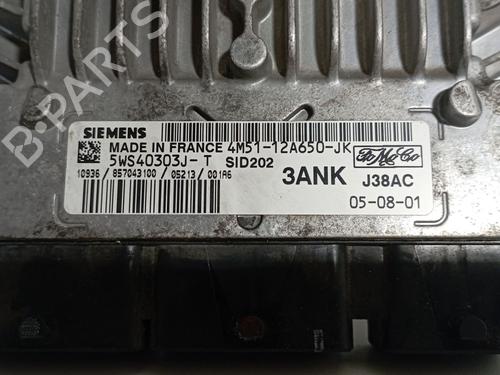 SIEMENS
MADE IN FRANCE 4M51-12A650-JK
5WS40303J-T SID202
FoMoCo
10936 / 857043100 / 05213 / 001A6
3ANK J38AC
05-08-01
B-PARTS